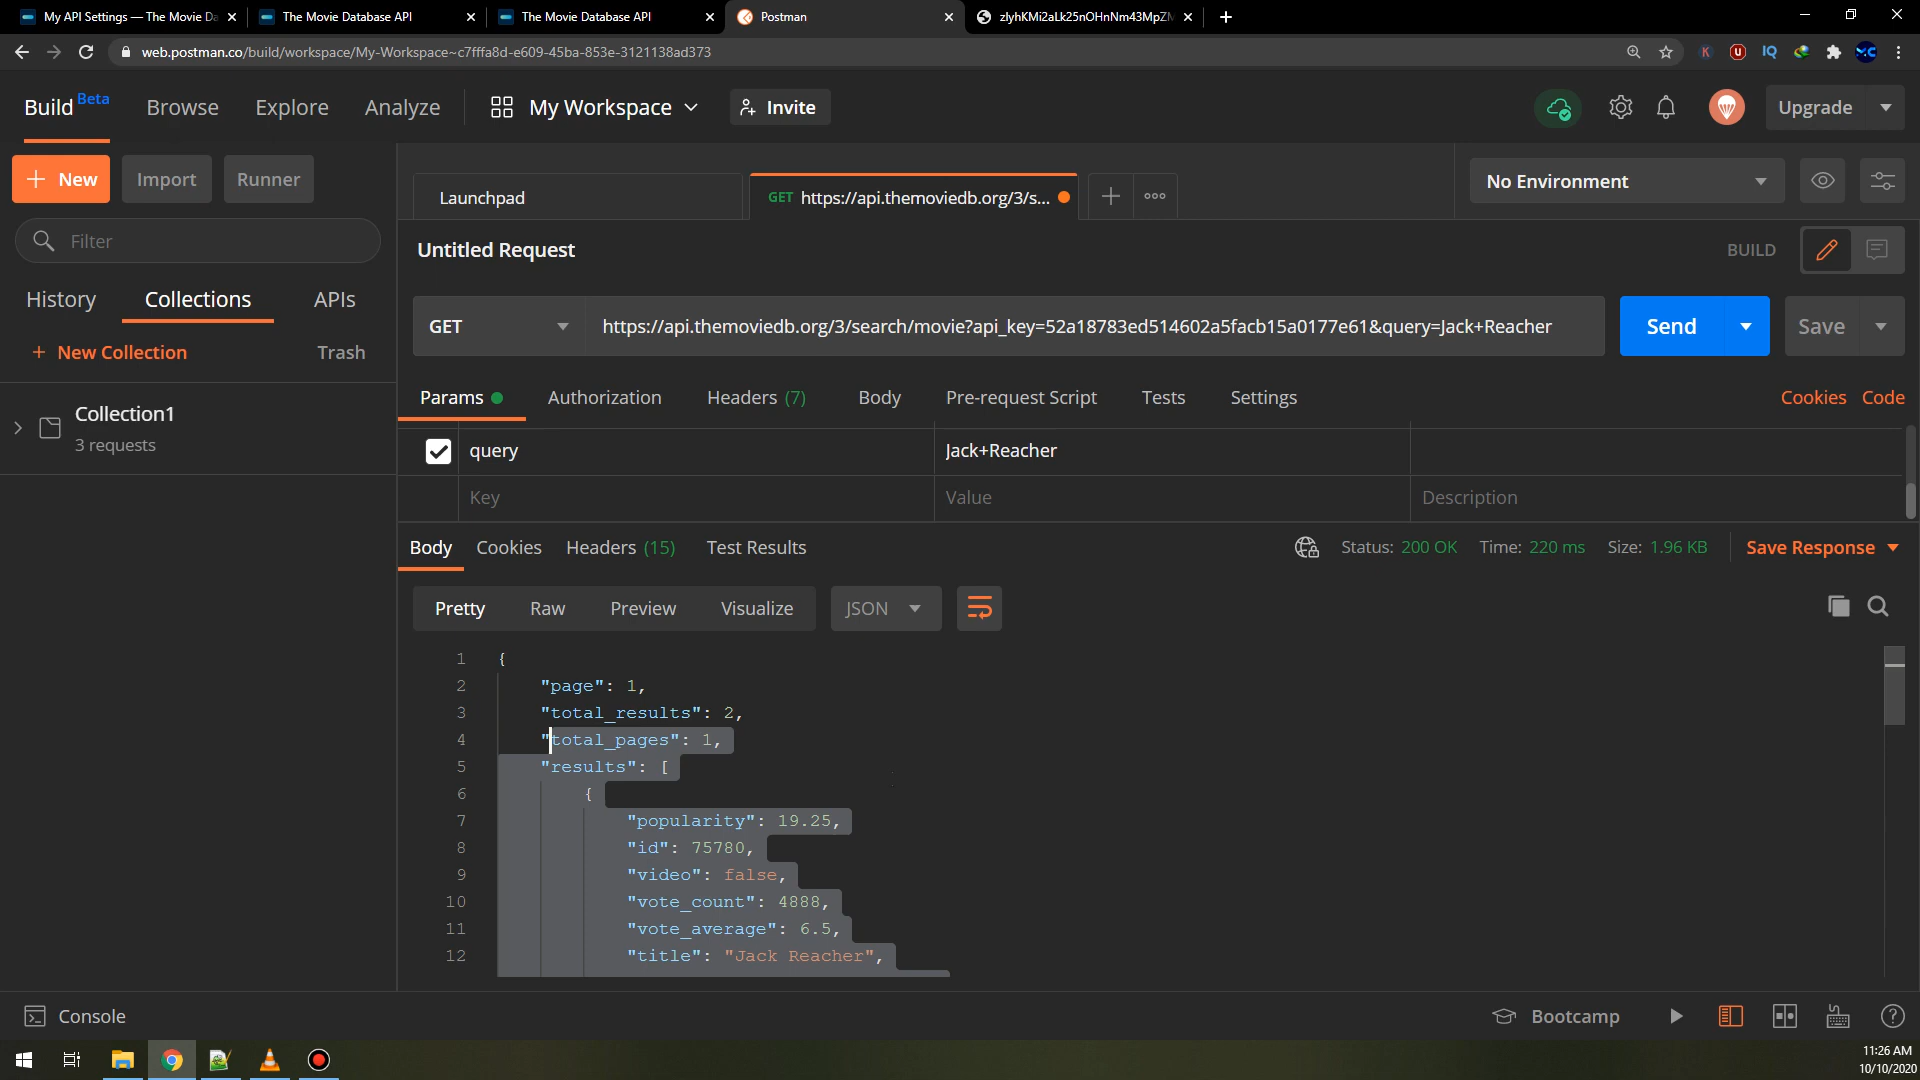 My API Settings — The Movie Da
The Movie Database API
The Movie Database API
Postman
zlyhKMi2aLk25nOHnNm43MpZM
web.postman.co/build/workspace/My-Workspace~c7fffa8d-e609-45ba-853e-3121138ad373
Build Beta Browse Explore Analyze My Workspace Invite Upgrade
New Import Runner
Launchpad
GET https://api.themoviedb.org/3/s...
No Environment
Filter
Untitled Request BUILD
History Collections APIs
GET https://api.themoviedb.org/3/search/movie?api_key=52a18783ed514602a5facb15a0177e61&query=Jack+Reacher Send Save
+ New Collection Trash
Params Authorization Headers (7) Body Pre-request Script Tests Settings Cookies Code
Collection1
3 requests
query Jack+Reacher
Key Value Description
Body Cookies Headers (15) Test Results Status: 200 OK Time: 220 ms Size: 1.96 KB Save Response
Pretty Raw Preview Visualize JSON
1 {
2 "page": 1,
3 "total_results": 2,
4 "total_pages": 1,
5 "results": [
6 {
7 "popularity": 19.25,
8 "id": 75780,
9 "video": false,
10 "vote_count": 4888,
11 "vote_average": 6.5,
12 "title": "Jack Reacher",
Console Bootcamp
11:26 AM
10/10/2020